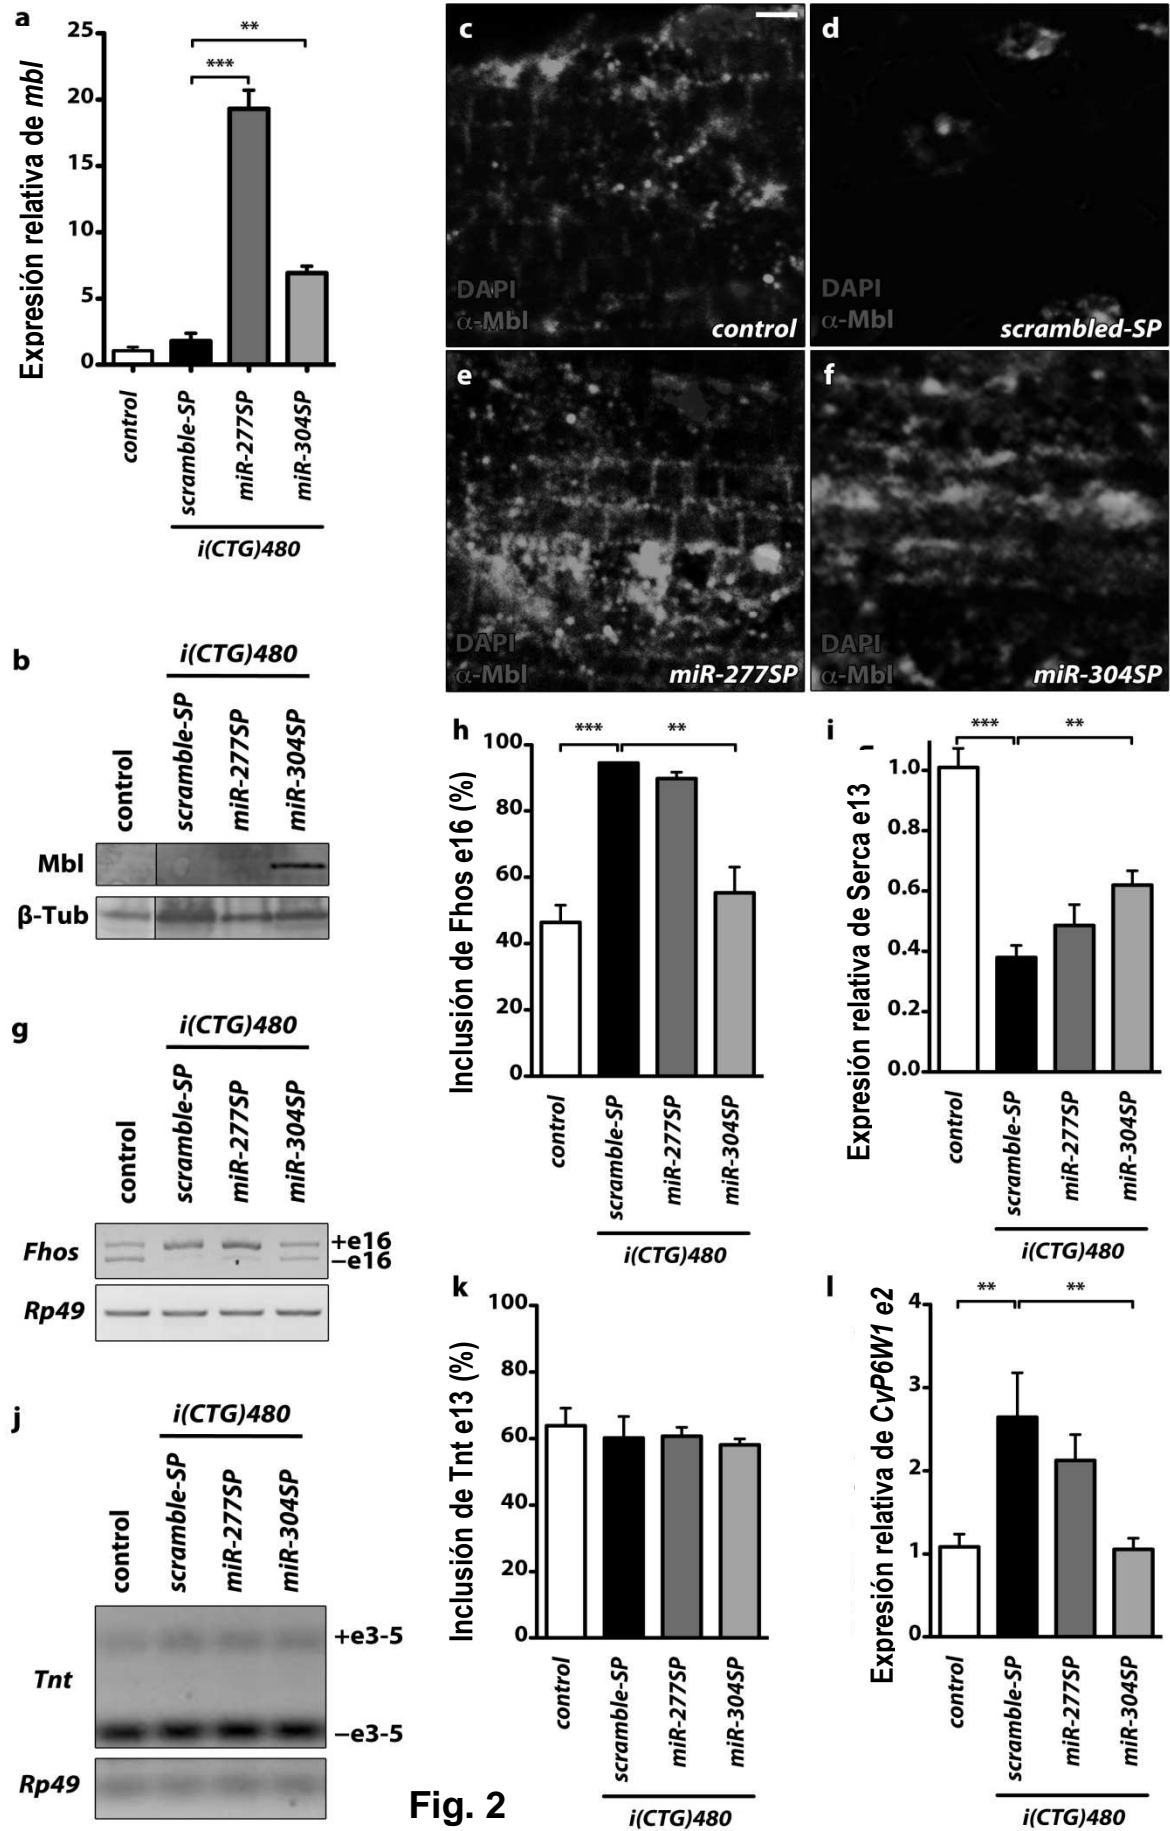 a
Expresión relativa de mbl
25
20
15
10
5
0
**
***
control
scramble-SP
miR-277SP
miR-304SP
i(CTG)480
c
DAPI
α-Mbl
control
d
DAPI
α-Mbl
scrambled-SP
e
DAPI
α-Mbl
miR-277SP
f
DAPI
α-Mbl
miR-304SP
b
i(CTG)480
control
scramble-SP
miR-277SP
miR-304SP
Mbl
β-Tub
g
i(CTG)480
control
scramble-SP
miR-277SP
miR-304SP
Fhos
+e16
−e16
Rp49
h
Inclusión de Fhos e16 (%)
100
80
60
40
20
0
***
**
control
scramble-SP
miR-277SP
miR-304SP
i(CTG)480
i
Expresión relativa de Serca e13
1.0
0.8
0.6
0.4
0.2
0.0
***
**
control
scramble-SP
miR-277SP
miR-304SP
i(CTG)480
j
i(CTG)480
control
scramble-SP
miR-277SP
miR-304SP
Tnt
+e3-5
−e3-5
Rp49
k
Inclusión de Tnt e13 (%)
100
80
60
40
20
0
control
scramble-SP
miR-277SP
miR-304SP
i(CTG)480
l
Expresión relativa de CyP6W1 e2
4
3
2
1
0
**
**
control
scramble-SP
miR-277SP
miR-304SP
i(CTG)480
Fig. 2